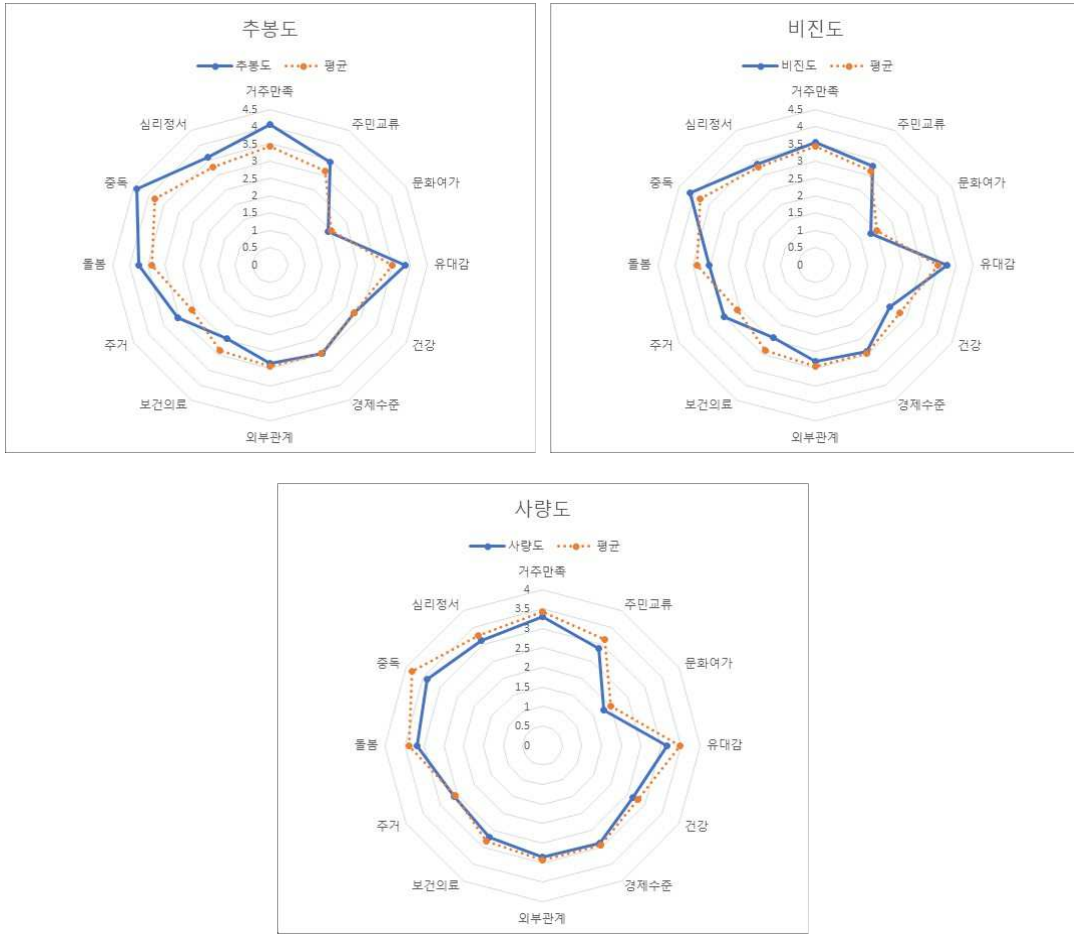 추봉도
추봉도 평균
거주만족
4.5
심리정서 4 주민교류
3.5
3
중독 2.5 문화여가
2
1.5
1
0.5
돌봄 0 유대감
주거 건강
보건의료 경제수준
외부관계
비진도
비진도 평균
거주만족
4.5
심리정서 4 주민교류
3.5
3
중독 2.5 문화여가
2
1.5
1
0.5
돌봄 0 유대감
주거 건강
보건의료 경제수준
외부관계
사량도
사량도 평균
거주만족
4
심리정서 3.5 주민교류
3
2.5
중독 2 문화여가
1.5
1
0.5
돌봄 0 유대감
주거 건강
보건의료 경제수준
외부관계